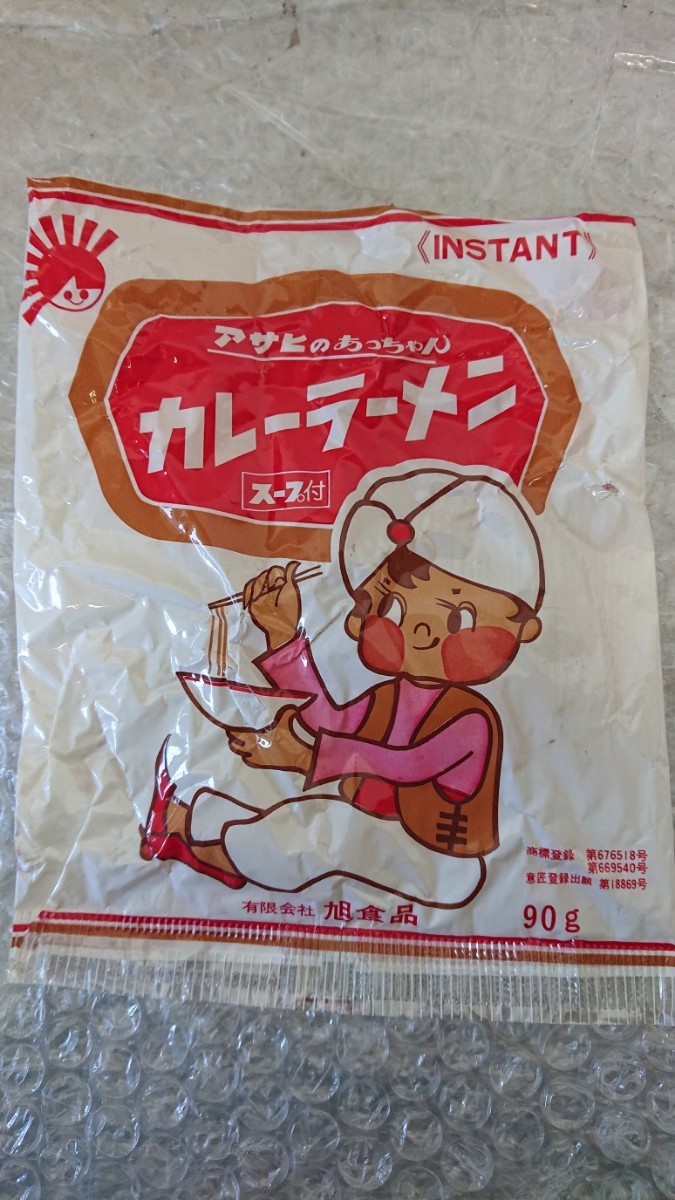 《INSTANT》
アサヒのあっちゃん
カレーラーメン
スープ付
商標登録 第676518号
第669540号
意匠登録出願 第18869号
有限会社 旭食品
90g